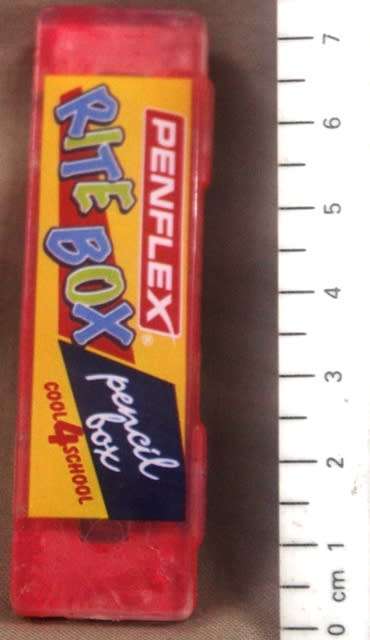 PENFLEX
RITE BOX®
pencil
box
COOL 4 SCHOOL
0 cm 1 2 3 4 5 6 7